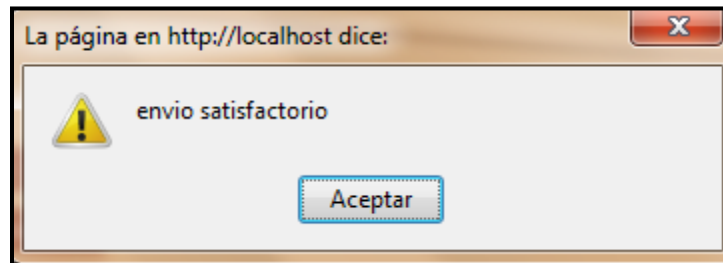 La página en http://localhost dice:
envio satisfactorio
Aceptar